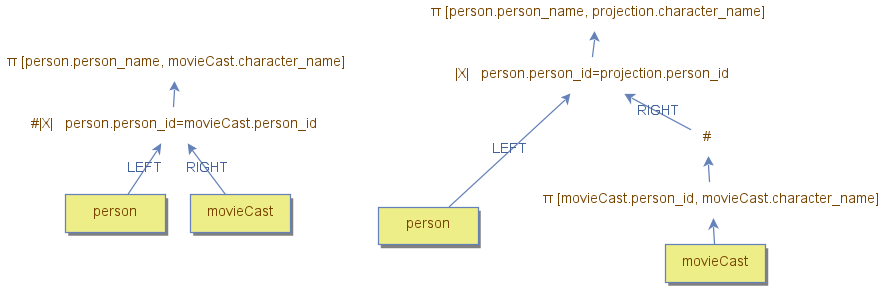 π [person.person_name, movieCast.character_name]
#|X| person.person_id=movieCast.person_id
LEFT
RIGHT
person
movieCast
π [person.person_name, projection.character_name]
|X| person.person_id=projection.person_id
LEFT
RIGHT
#
π [movieCast.person_id, movieCast.character_name]
person
movieCast